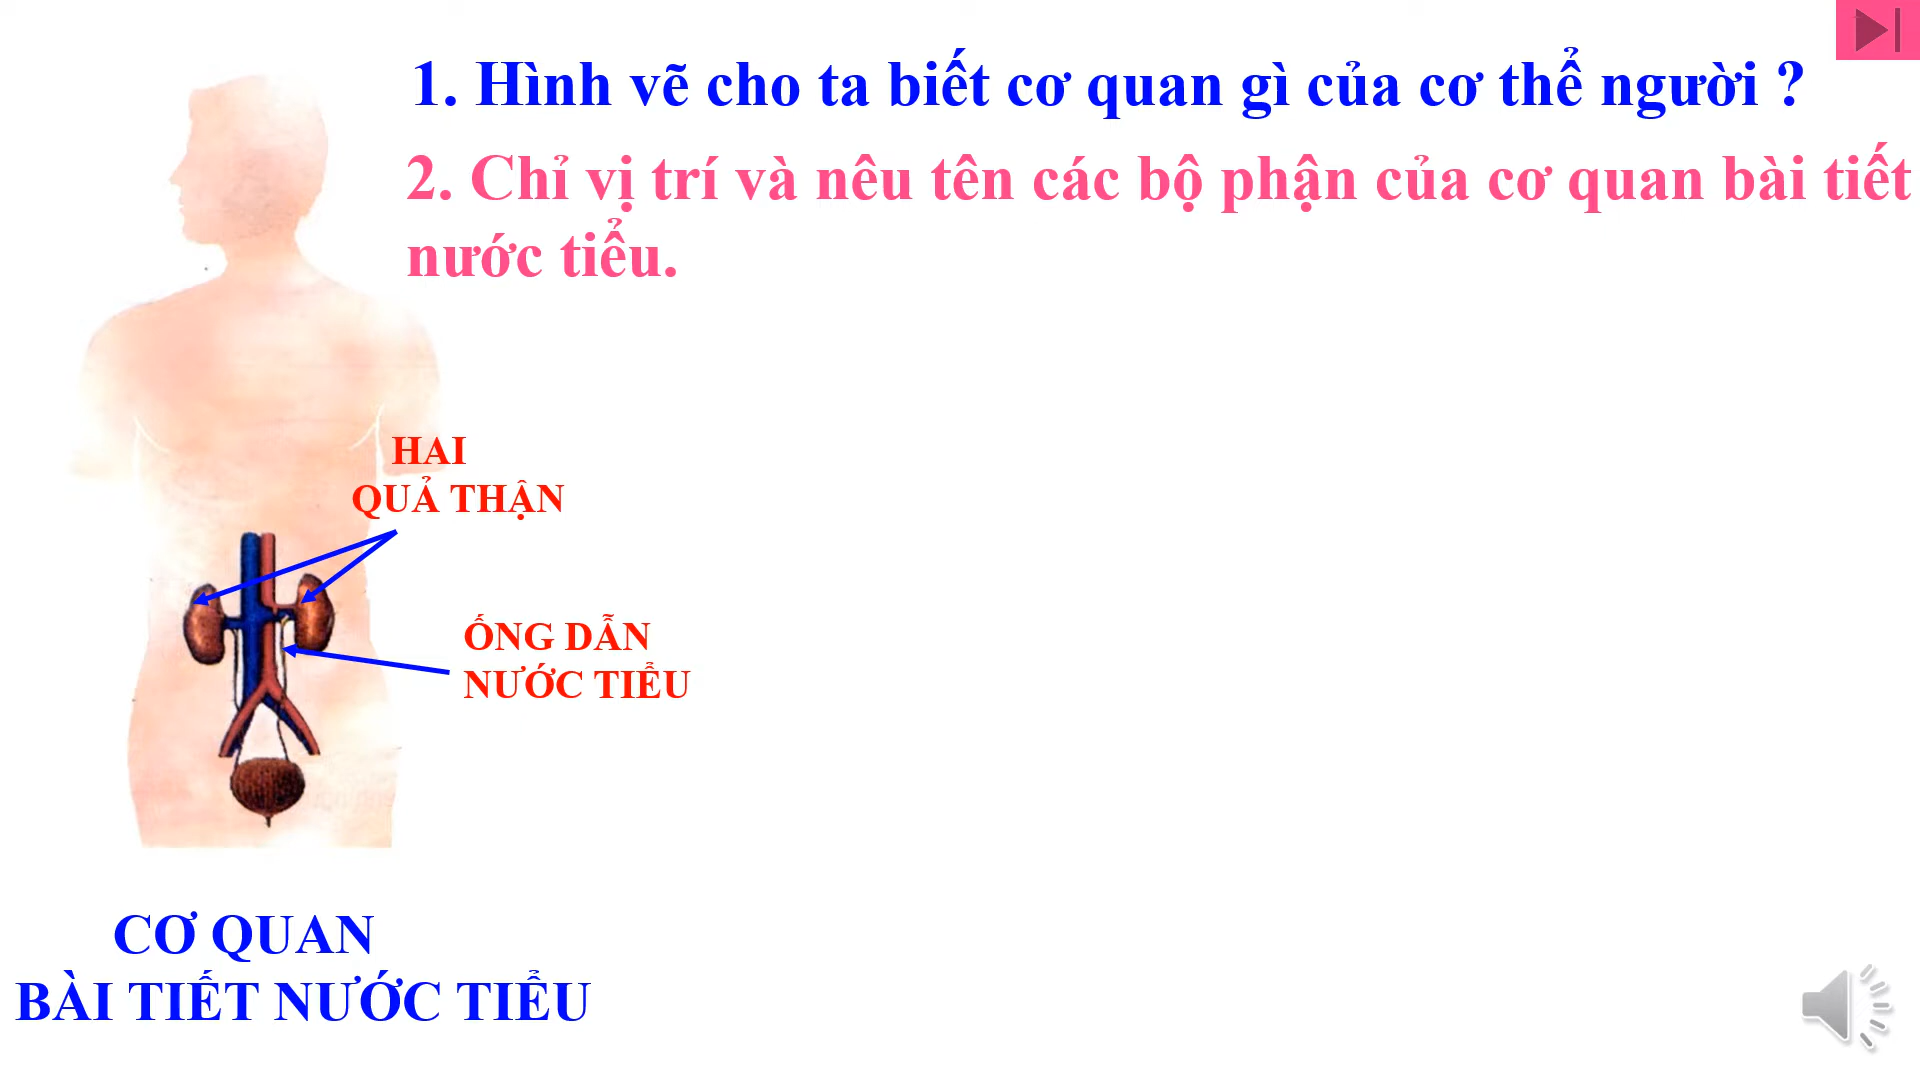 1. Hình vẽ cho ta biết cơ quan gì của cơ thể người ?
2. Chỉ vị trí và nêu tên các bộ phận của cơ quan bài tiết
nước tiểu.
HAI
QUẢ THẬN
ỐNG DẪN
NƯỚC TIỂU
CƠ QUAN
BÀI TIẾT NƯỚC TIỂU